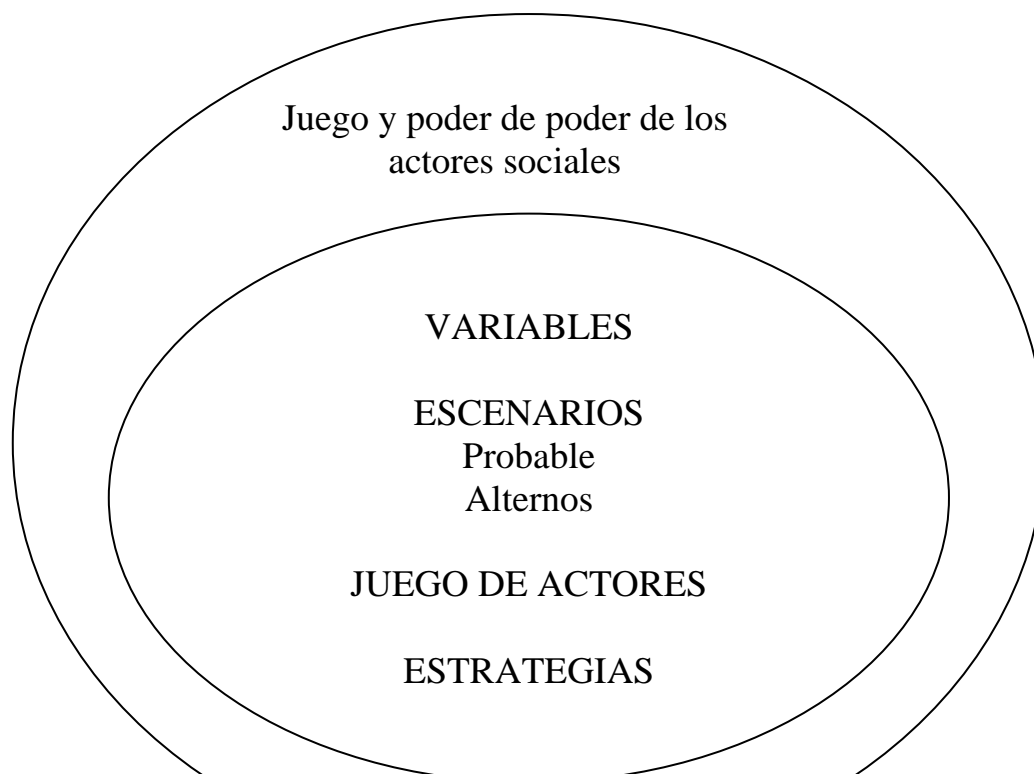 Juego y poder de poder de los
actores sociales
VARIABLES
ESCENARIOS
Probable
Alternos
JUEGO DE ACTORES
ESTRATEGIAS